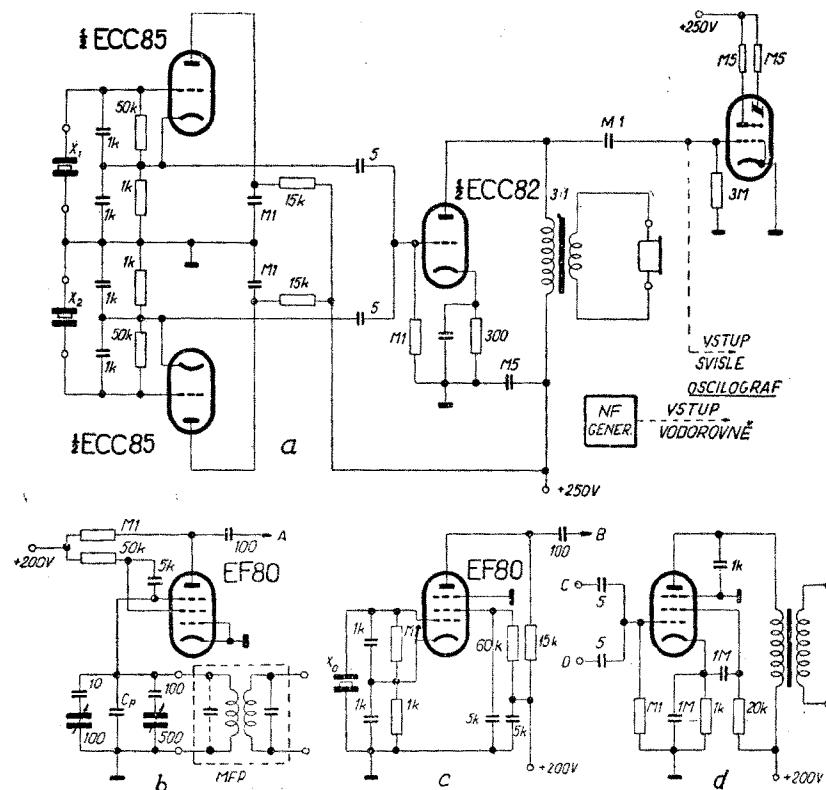 ½ECC85
50k
X1
1k
1k
1k
M1
15k
5
½ECC82
3:1
M1
+250V
M5
M5
3M
X2
1k
1k
1k
50k
M1
15k
5
M1
300
M5
½ECC85
a
+250V
VSTUP
SVISLE
OSCILOGRAF
NF
GENER.
VSTUP
VODOROVNĚ
+200V
M1
50k
5k
100
A
EF80
10
100
Cp
100
500
MFP
b
EF80
100
B
X0
1k
M1
1k
1k
60k
15k
5k
5k
+200V
c
C
5
D
5
1k
M1
1M
1M
1k
20k
+200V
d